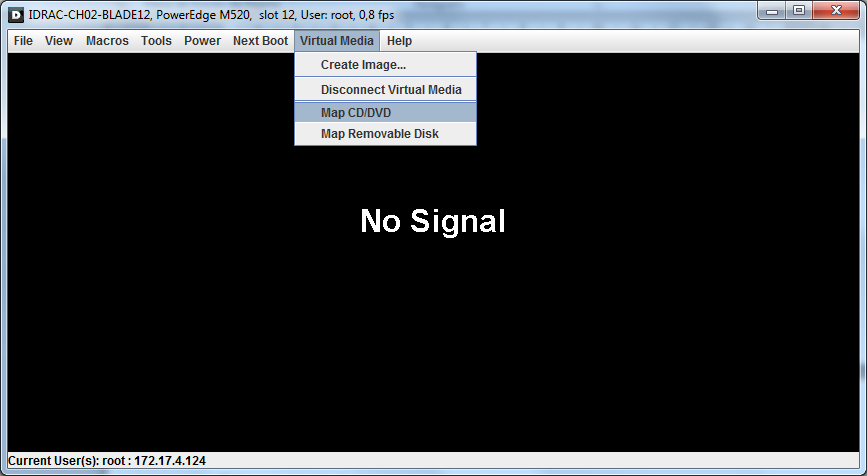 IDRAC-CH02-BLADE12, PowerEdge M520, slot 12, User: root, 0,8 fps
File View Macros Tools Power Next Boot Virtual Media Help
Create Image...
Disconnect Virtual Media
Map CD/DVD
Map Removable Disk
No Signal
Current User(s): root : 172.17.4.124